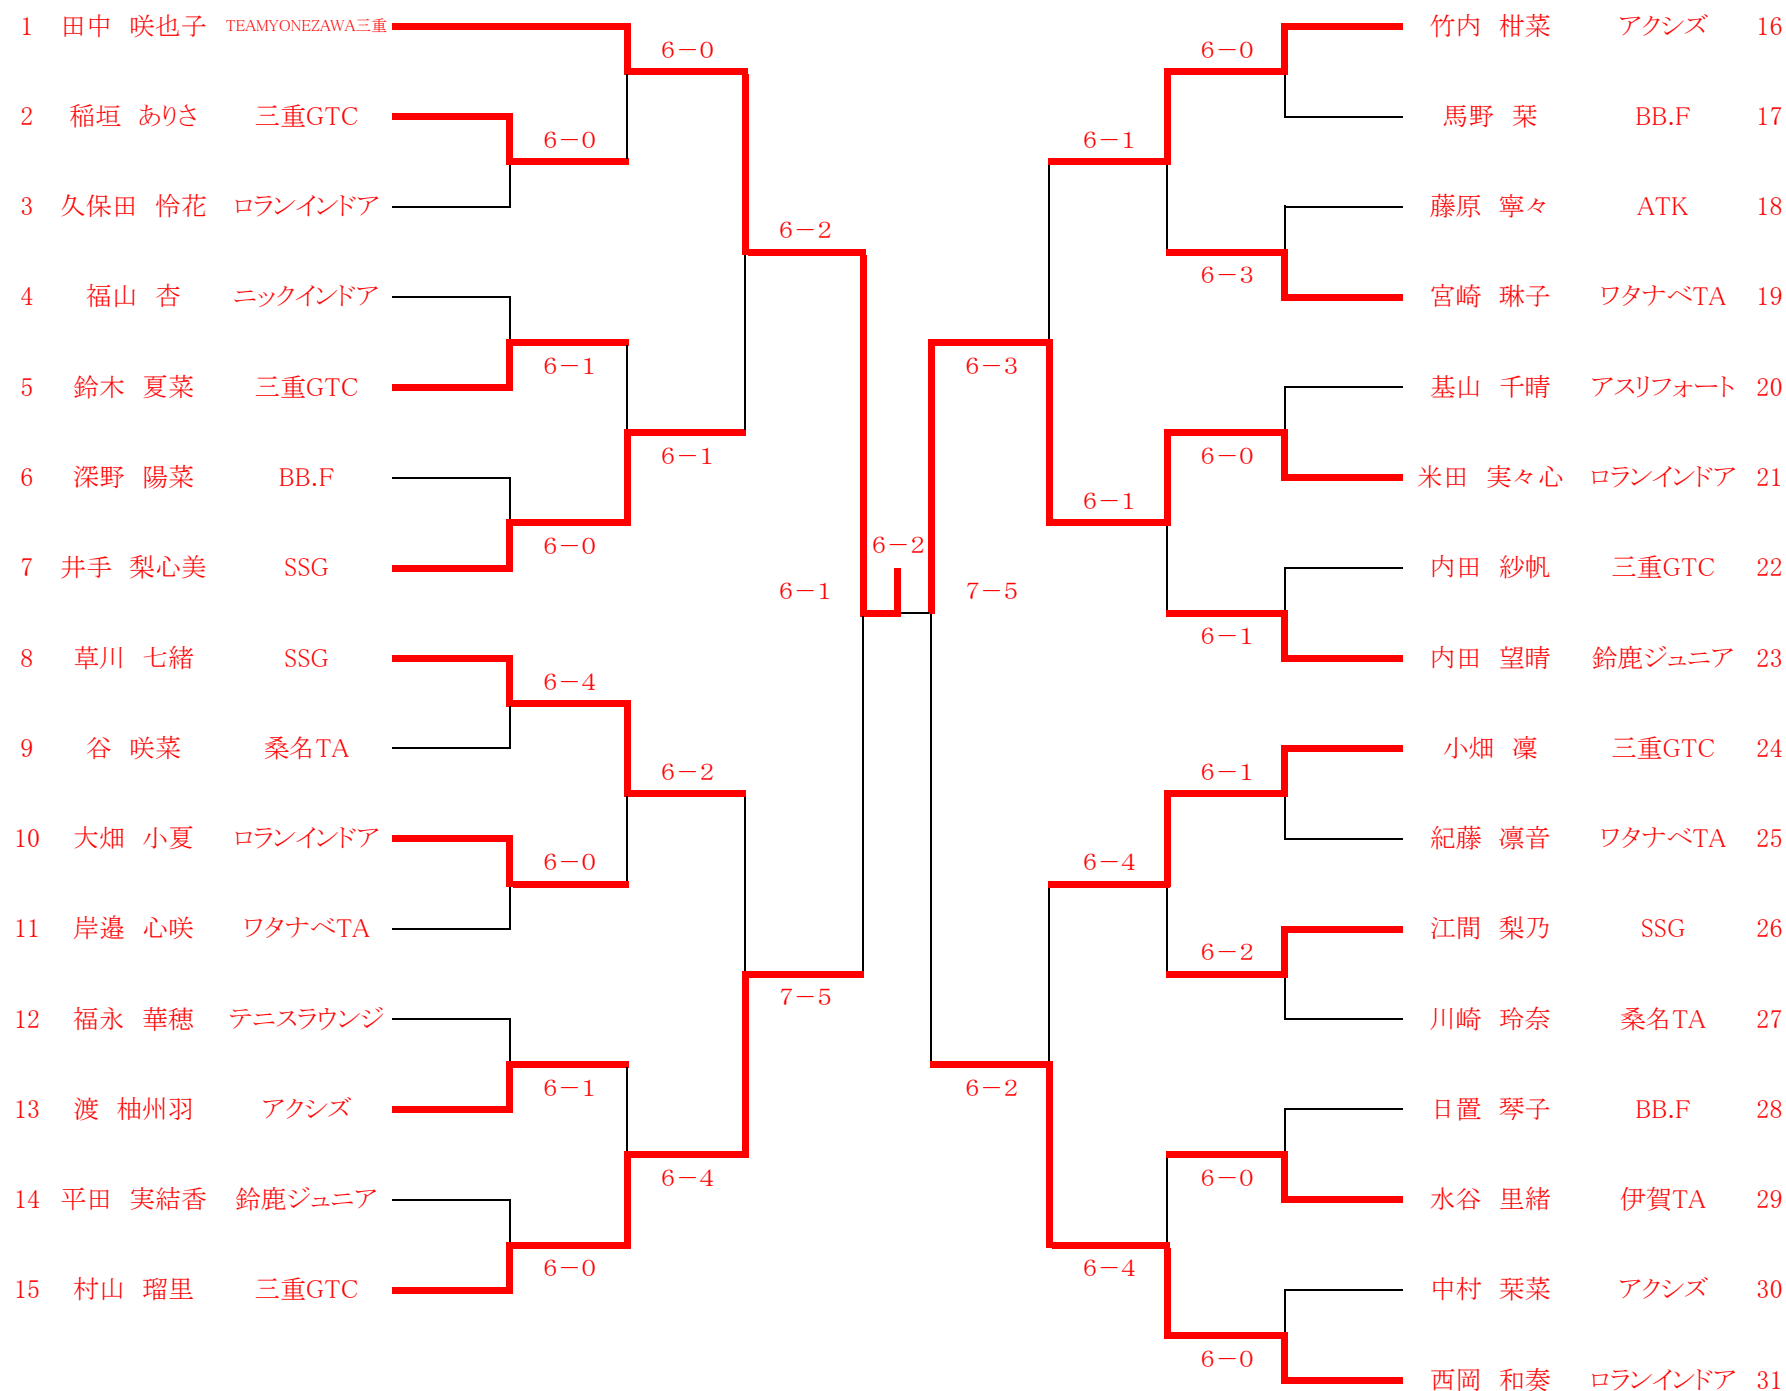 1 田中 咲也子 TEAMYONEZAWA三重
6－0
2 稲垣 ありさ 三重GTC
6－0
3 久保田 怜花 ロランインドア
6－2
4 福山 杏 ニックインドア
6－1
5 鈴木 夏菜 三重GTC
6－1
6 深野 陽菜 BB.F
6－0
7 井手 梨心美 SSG
6－1
6－2
8 草川 七緒 SSG
6－4
9 谷 咲菜 桑名TA
6－2
10 大畑 小夏 ロランインドア
6－0
11 岸邉 心咲 ワタナベTA
7－5
12 福永 華穂 テニスラウンジ
6－1
13 渡 柚州羽 アクシズ
6－4
14 平田 実結香 鈴鹿ジュニア
6－0
15 村山 瑠里 三重GTC
竹内 柑菜 アクシズ 16
6－0
馬野 栞 BB.F 17
6－1
藤原 寧々 ATK 18
6－3
宮崎 琳子 ワタナベTA 19
6－3
基山 千晴 アスリフォート 20
6－0
米田 実々心 ロランインドア 21
6－1
内田 紗帆 三重GTC 22
7－5
6－1
内田 望晴 鈴鹿ジュニア 23
小畑 凜 三重GTC 24
6－1
紀藤 凛音 ワタナベTA 25
6－4
江間 梨乃 SSG 26
6－2
川崎 玲奈 桑名TA 27
6－2
日置 琴子 BB.F 28
6－0
水谷 里緒 伊賀TA 29
6－4
中村 栞菜 アクシズ 30
6－0
西岡 和奏 ロランインドア 31